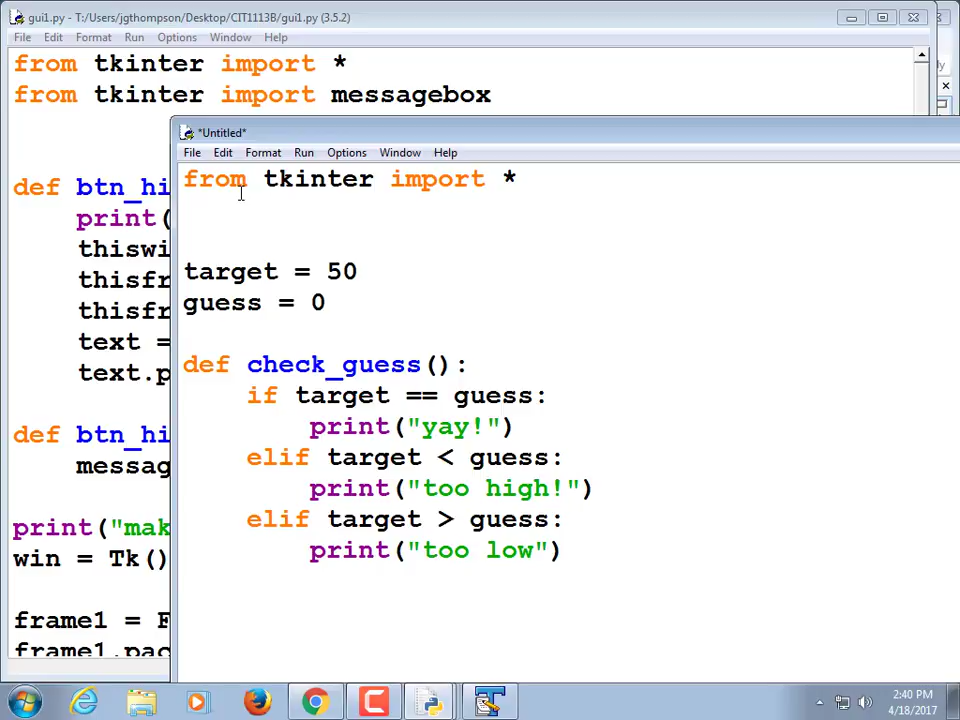 gui1.py - T:/Users/jgthompson/Desktop/CIT1113B/gui1.py (3.5.2)
File Edit Format Run Options Window Help
from tkinter import *
from tkinter import messagebox
def btn_hi
print(
thiswi
thisfr
thisfr
text =
text.p
def btn_hi
messag
print("mak
win = Tk()
frame1 = F
frame1.pac
*Untitled*
File Edit Format Run Options Window Help
from tkinter import *
target = 50
guess = 0
def check_guess():
if target == guess:
print("yay!")
elif target < guess:
print("too high!")
elif target > guess:
print("too low")
2:40 PM
4/18/2017